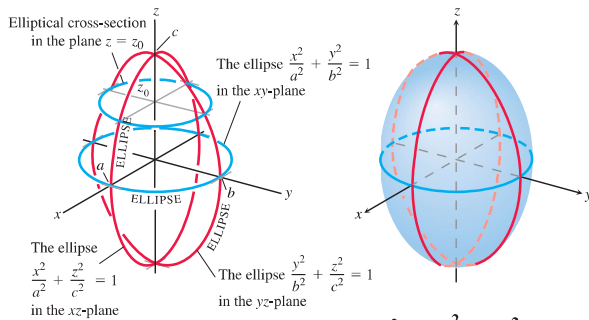 z
Elliptical cross-section
in the plane z = z₀
c
The ellipse x²/a² + y²/b² = 1
in the xy-plane
z₀
ELLIPSE
a
b
y
ELLIPSE
x
ELLIPSE
The ellipse
x²/a² + z²/c² = 1
in the xz-plane
The ellipse y²/b² + z²/c² = 1
in the yz-plane
z
y
x